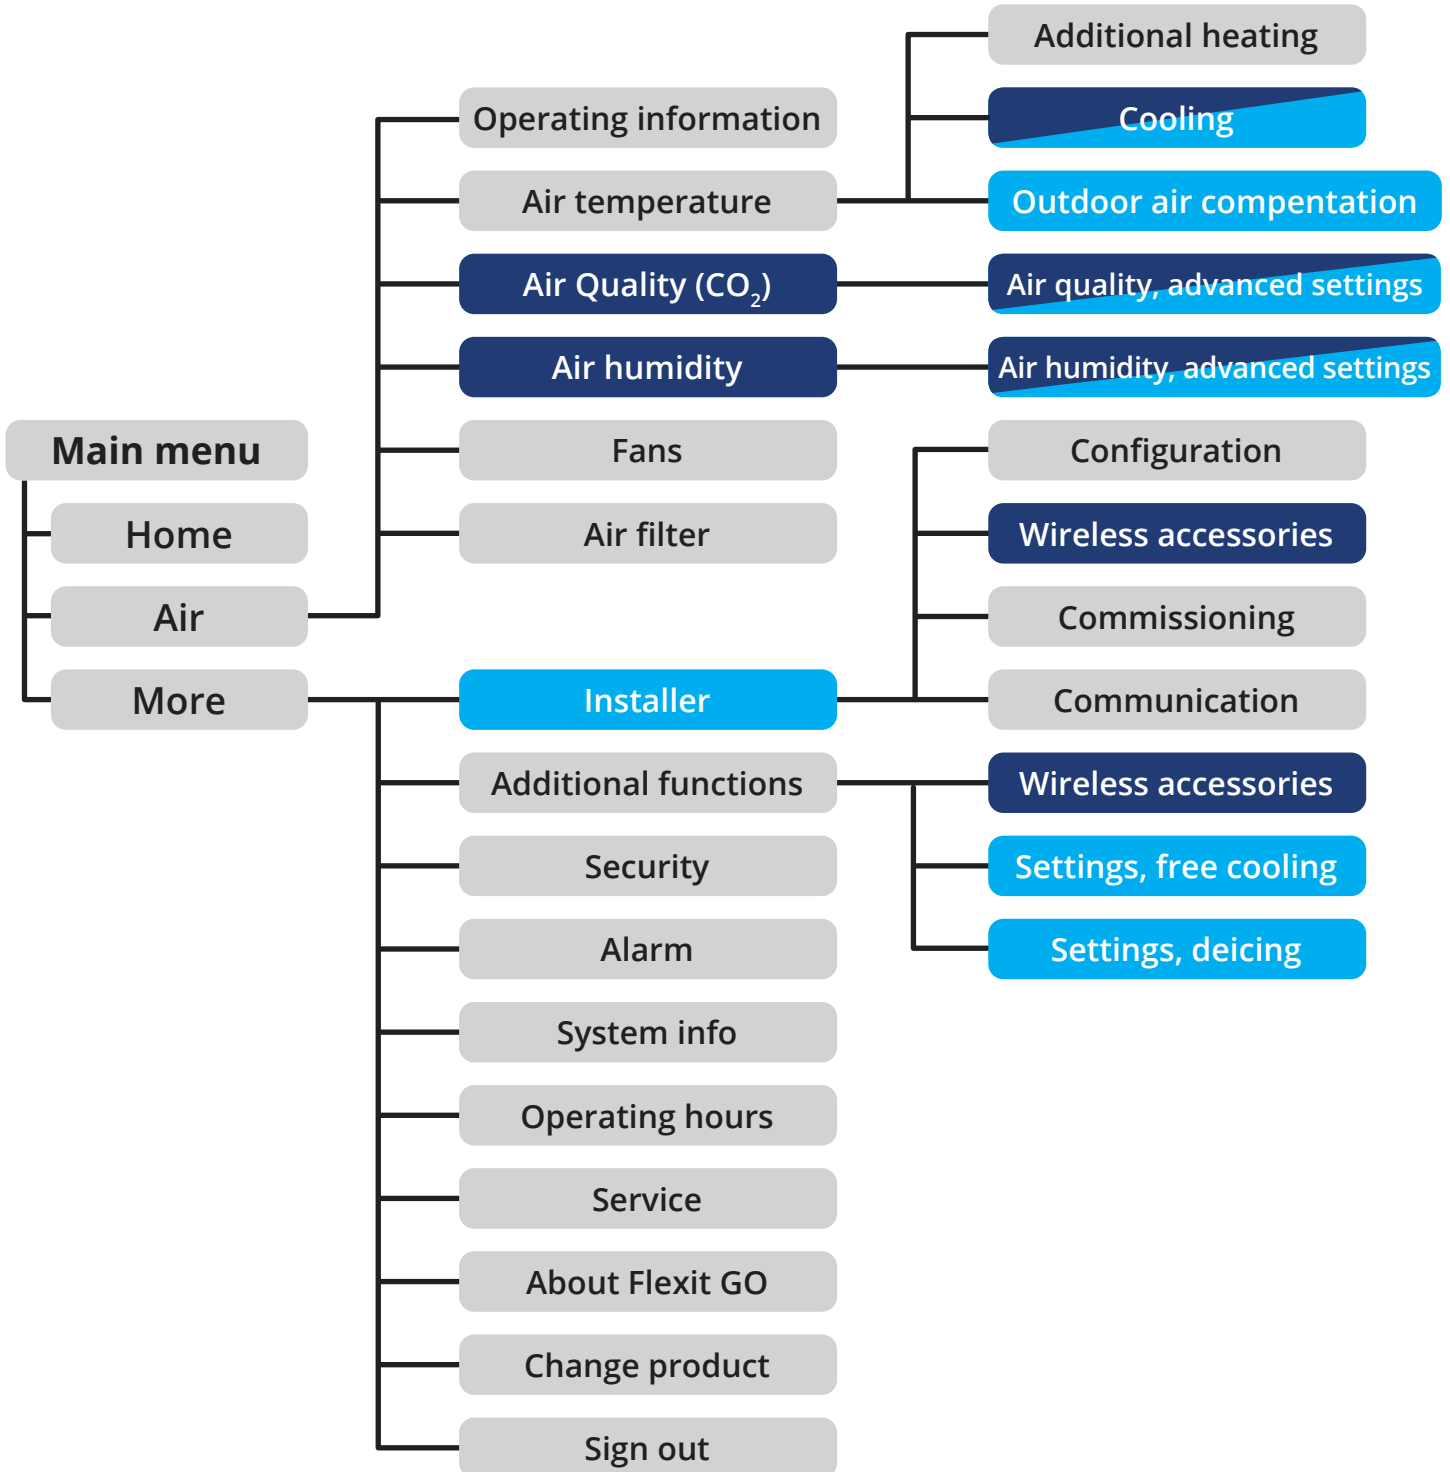 Main menu
Home
Air
More
Operating information
Air temperature
Air Quality (CO₂)
Air humidity
Fans
Air filter
Installer
Additional functions
Security
Alarm
System info
Operating hours
Service
About Flexit GO
Change product
Sign out
Additional heating
Cooling
Outdoor air compentation
Air quality, advanced settings
Air humidity, advanced settings
Configuration
Wireless accessories
Commissioning
Communication
Wireless accessories
Settings, free cooling
Settings, deicing